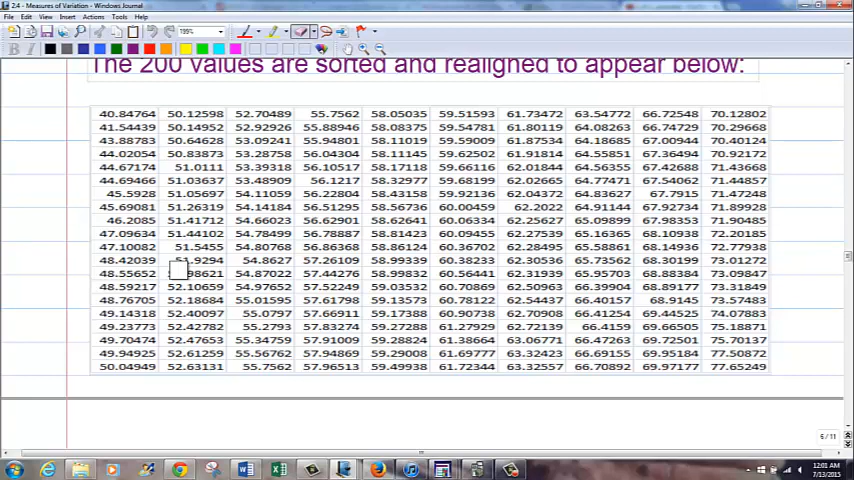 2.4 - Measures of Variation - Windows Journal
File Edit View Insert Actions Tools Help
199%
B I
The 200 values are sorted and realigned to appear below:
40.84764 50.12598 52.70489 55.7562 58.05035 59.51593 61.73472 63.54772 66.72548 70.12802
41.54439 50.14952 52.92926 55.88946 58.08375 59.54781 61.80119 64.08263 66.74729 70.29668
43.88783 50.64628 53.09241 55.94801 58.11019 59.59009 61.87534 64.18685 67.00944 70.40124
44.02054 50.83873 53.28758 56.04304 58.11145 59.62502 61.91814 64.55851 67.36494 70.92172
44.67174 51.0111 53.39318 56.10517 58.17118 59.66116 62.01844 64.56355 67.42688 71.43668
44.69466 51.03637 53.48909 56.1217 58.32977 59.68199 62.02665 64.77471 67.54062 71.44857
45.5928 51.05697 54.11059 56.22804 58.43158 59.92136 62.04372 64.83627 67.7915 71.47248
45.69081 51.26319 54.14184 56.51295 58.56736 60.00459 62.2022 64.91144 67.92733 71.89928
46.2085 51.41712 54.66023 56.62901 58.62641 60.06334 62.25627 65.09899 67.98353 71.90485
47.09634 51.44102 54.78499 56.78887 58.81423 60.09455 62.27539 65.16365 68.10938 72.20185
47.10082 51.5455 54.80768 56.86368 58.86124 60.36702 62.28495 65.58861 68.14936 72.77938
48.42039 54.8627 57.26109 58.99339 60.38233 62.30536 65.73562 68.30199 73.01272
48.55652 54.87022 57.44276 58.99832 60.56441 62.31939 65.95703 68.88384 73.09847
48.59217 52.10659 54.97652 57.52249 59.03532 60.70869 62.50963 66.39904 68.89177 73.31849
48.76705 52.18684 55.01595 57.61798 59.13573 60.78122 62.54437 66.40157 68.9145 73.57483
49.14318 52.40097 55.0797 57.66911 59.17388 60.90738 62.70908 66.41254 69.44525 74.07883
49.23773 52.42782 55.2793 57.83274 59.27288 61.27929 62.72139 66.4159 69.66505 75.18871
49.70474 52.47653 55.34759 57.91009 59.28824 61.38664 63.06771 66.47263 69.72501 75.70137
49.94925 52.61259 55.56762 57.94869 59.29008 61.69777 63.32423 66.69155 69.95184 77.50872
50.04949 52.63131 55.7562 57.96513 59.49938 61.72344 63.32557 66.70892 69.97177 77.65249
6 / 11
12:01 AM
7/13/2015